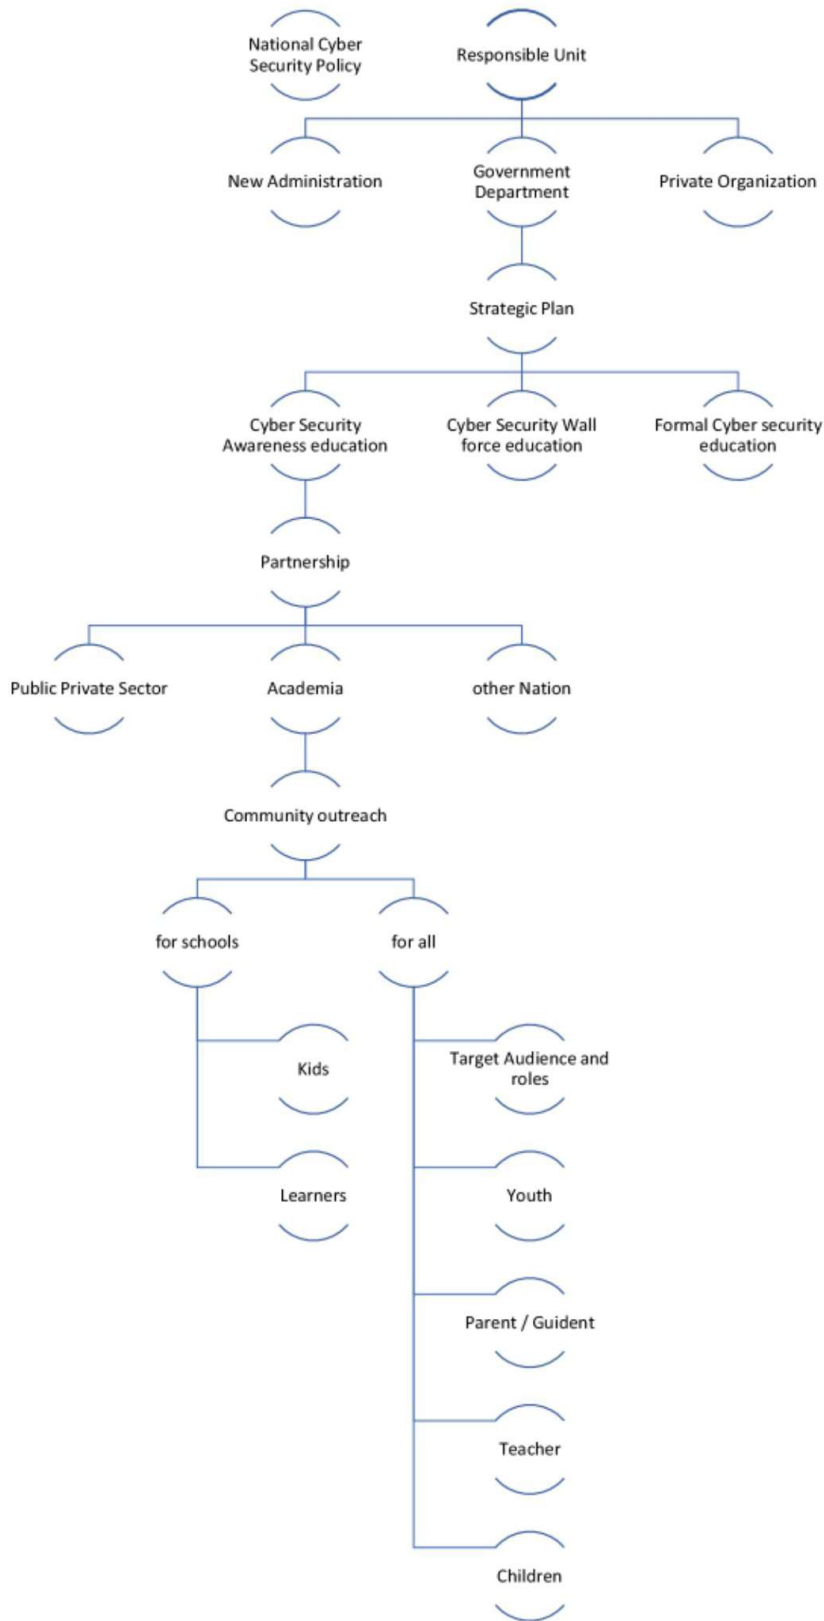 National Cyber
Security Policy
Responsible Unit
New Administration
Government
Department
Private Organization
Strategic Plan
Cyber Security
Awareness education
Cyber Security Wall
force education
Formal Cyber security
education
Partnership
Public Private Sector
Academia
other Nation
Community outreach
for schools
for all
Kids
Learners
Target Audience and
roles
Youth
Parent / Guident
Teacher
Children